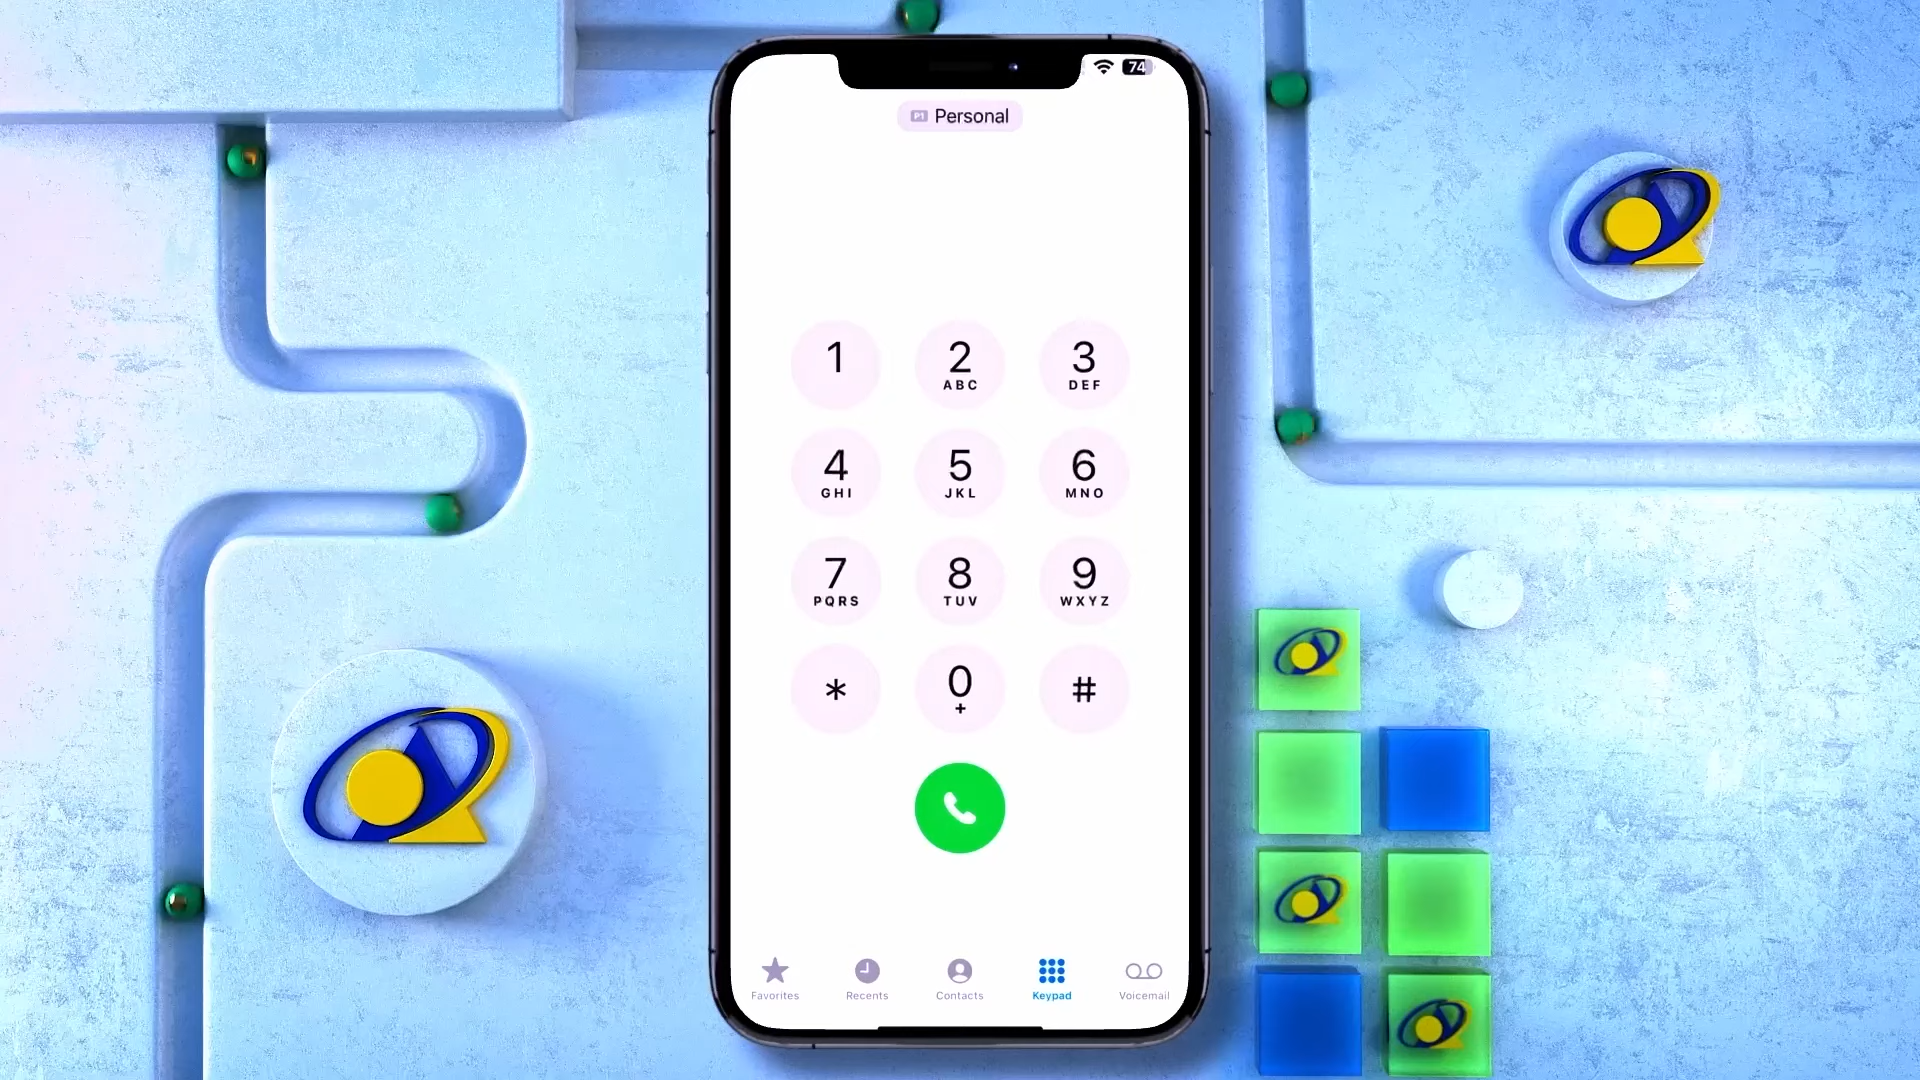 74
P1 Personal
1
2
ABC
3
DEF
4
GHI
5
JKL
6
MNO
7
PQRS
8
TUV
9
WXYZ
*
0
+
#
Favorites
Recents
Contacts
Keypad
Voicemail